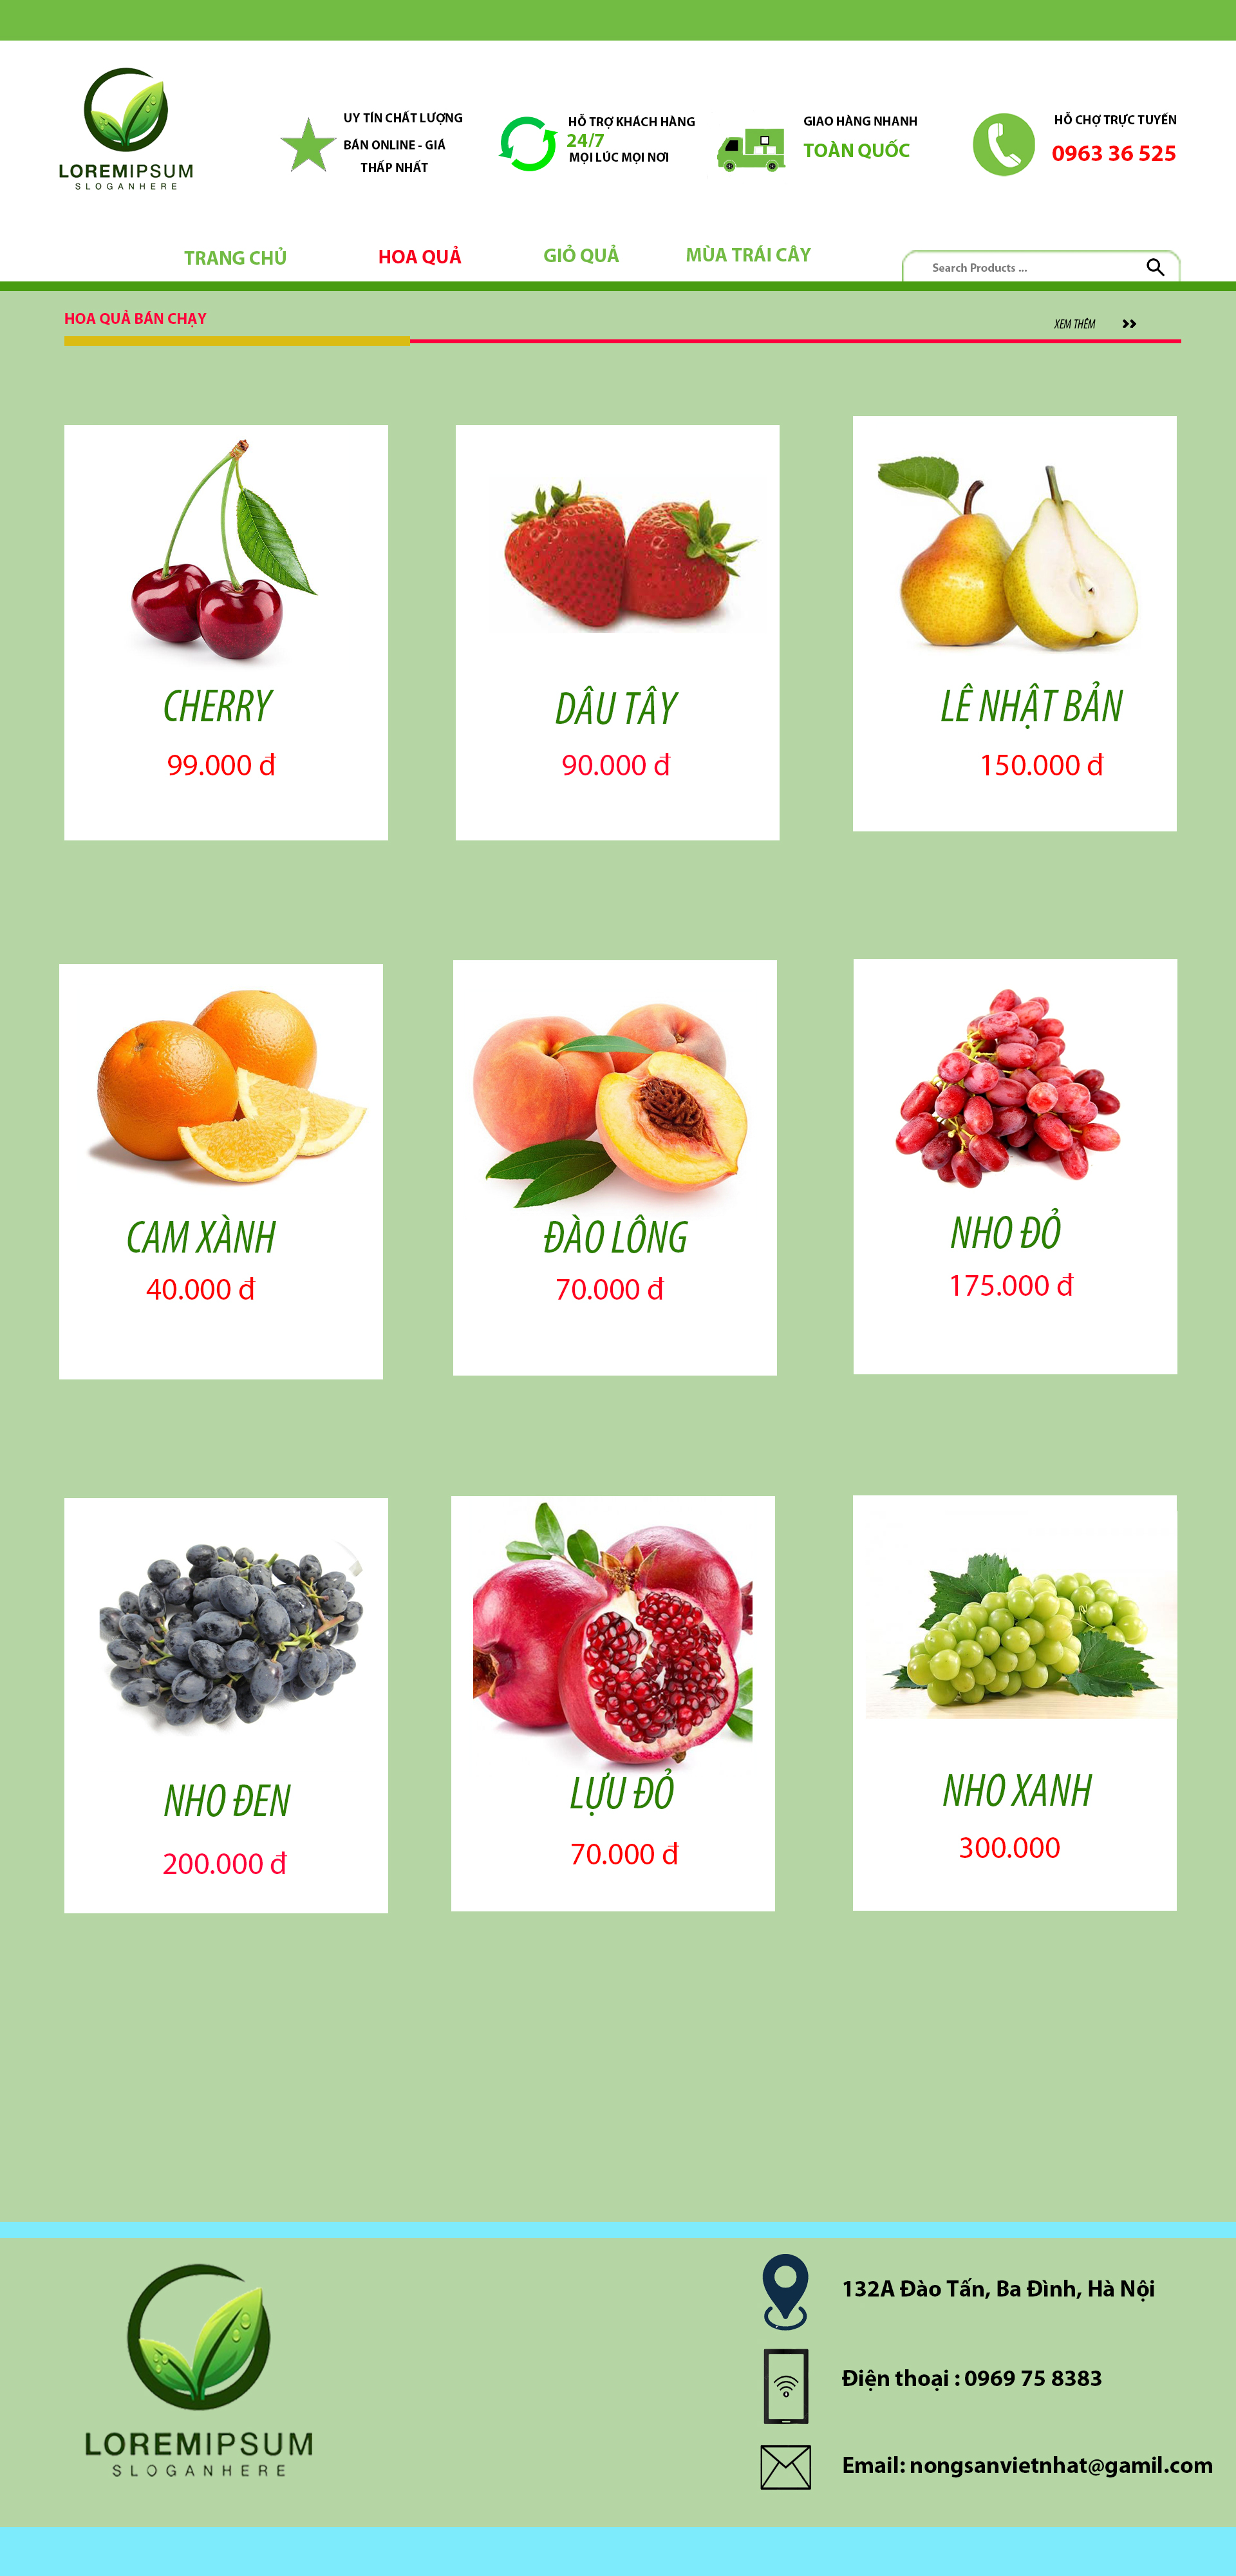 LOREMIPSUM
SLOGANHERE
UY TÍN CHẤT LƯỢNG
BÁN ONLINE - GIÁ
THẤP NHẤT
HỖ TRỢ KHÁCH HÀNG
24/7
MỌI LÚC MỌI NƠI
GIAO HÀNG NHANH
TOÀN QUỐC
HỖ CHỢ TRỰC TUYẾN
0963 36 525
TRANG CHỦ
HOA QUẢ
GIỎ QUẢ
MÙA TRÁI CÂY
Search Products ...
HOA QUẢ BÁN CHẠY
XEM THÊM
CHERRY
99.000 đ
DÂU TÂY
90.000 đ
LÊ NHẬT BẢN
150.000 đ
CAM XÀNH
40.000 đ
ĐÀO LÔNG
70.000 đ
NHO ĐỎ
175.000 đ
NHO ĐEN
200.000 đ
LỰU ĐỎ
70.000 đ
NHO XANH
300.000
LOREMIPSUM
SLOGANHERE
132A Đào Tấn, Ba Đình, Hà Nội
Điện thoại : 0969 75 8383
Email: nongsanvietnhat@gamil.com